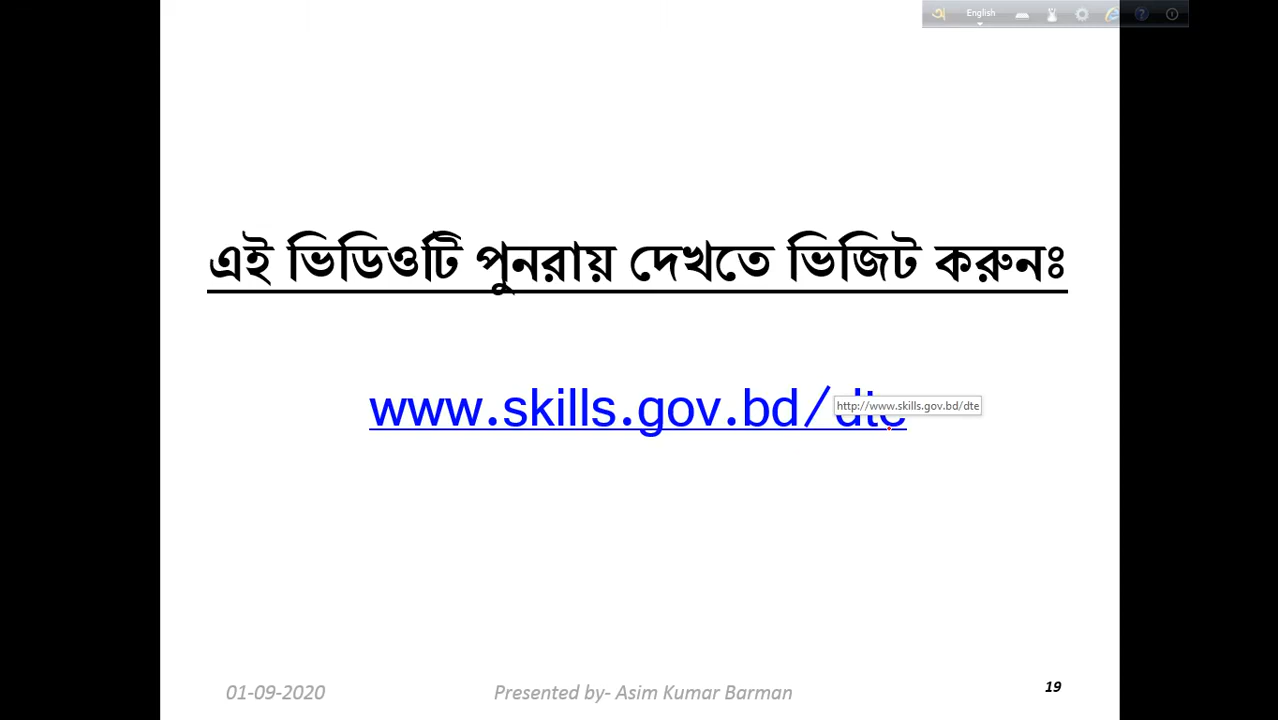 English
এই ভিডিওটি পুনরায় দেখতে ভিজিট করুনঃ
www.skills.gov.bd/dte
http://www.skills.gov.bd/dte
01-09-2020 Presented by- Asim Kumar Barman 19